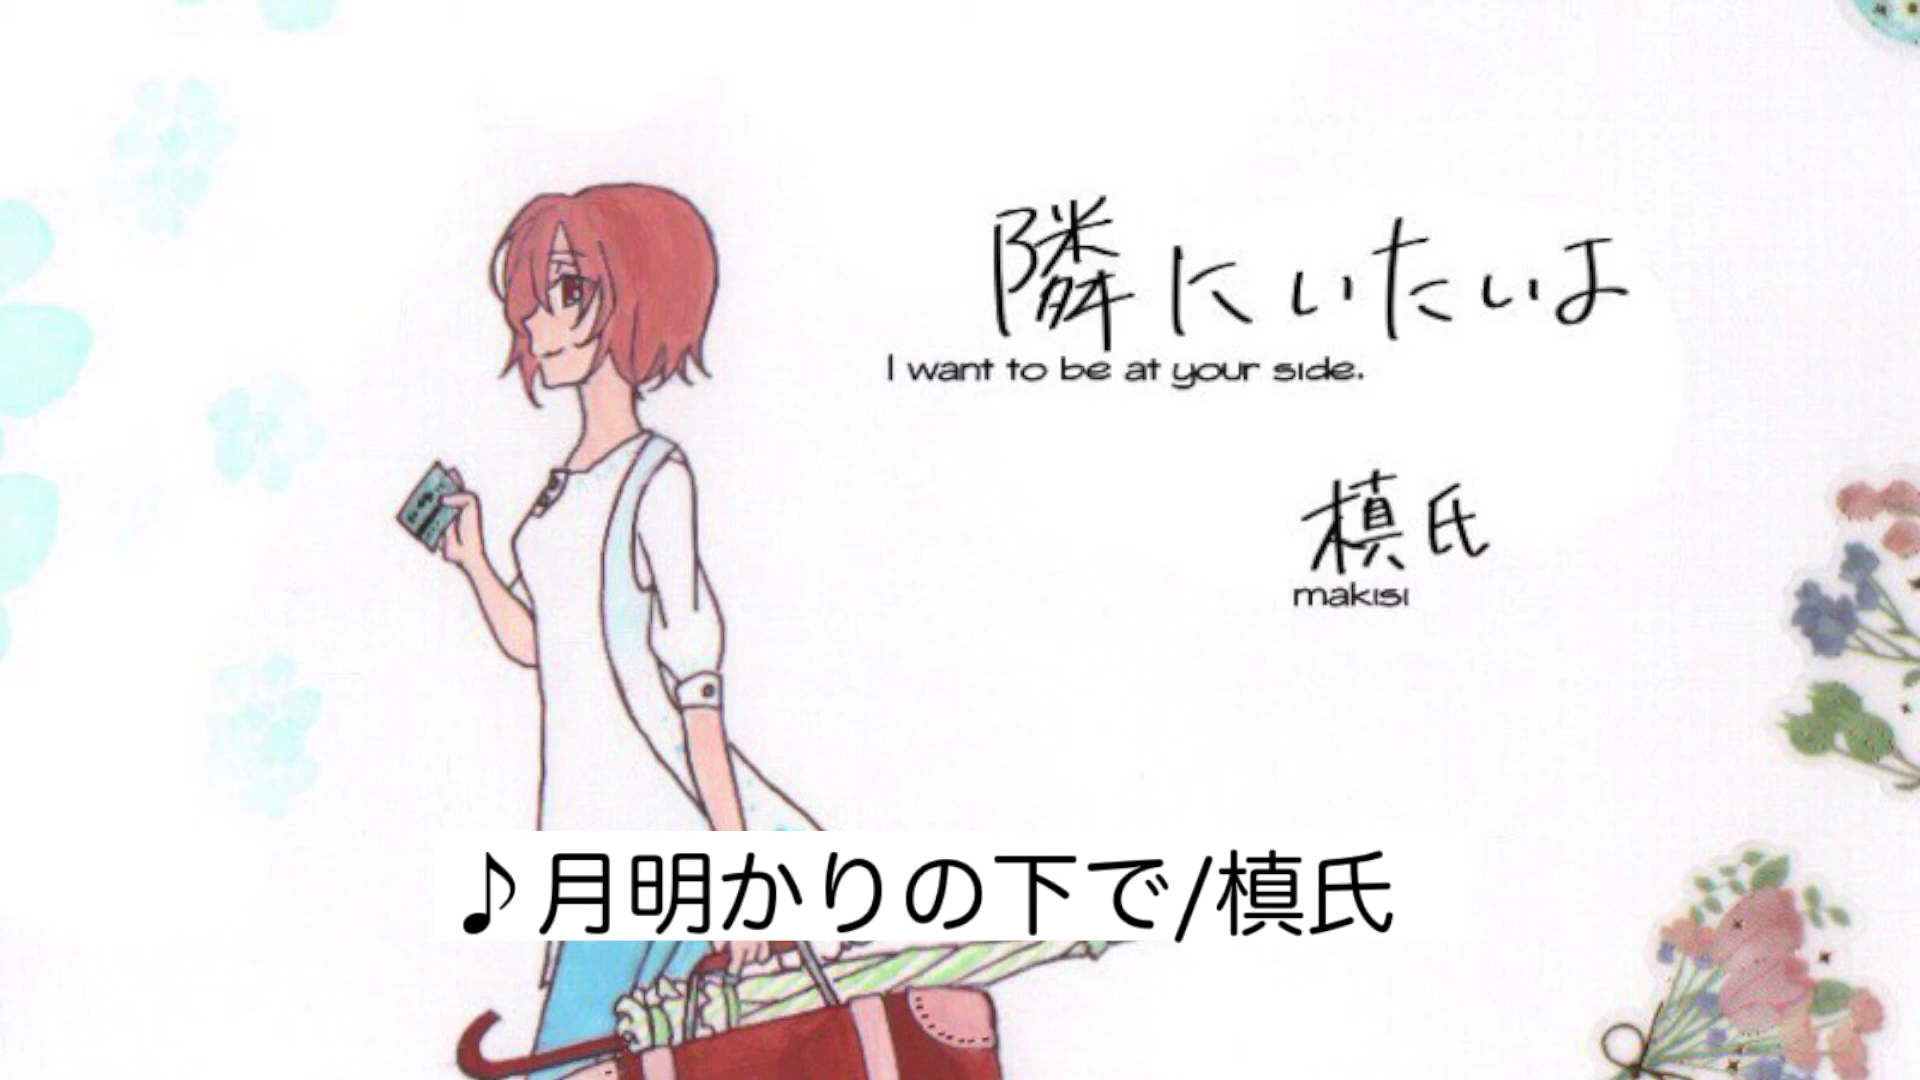 隣にいたいよ
I want to be at your side.
槙氏
makisi
♪月明かりの下で/槙氏